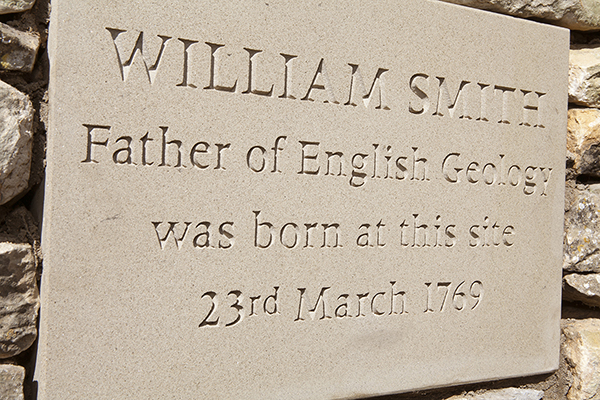 WILLIAM SMITH
Father of English Geology
was born at this site
23rd March 1769